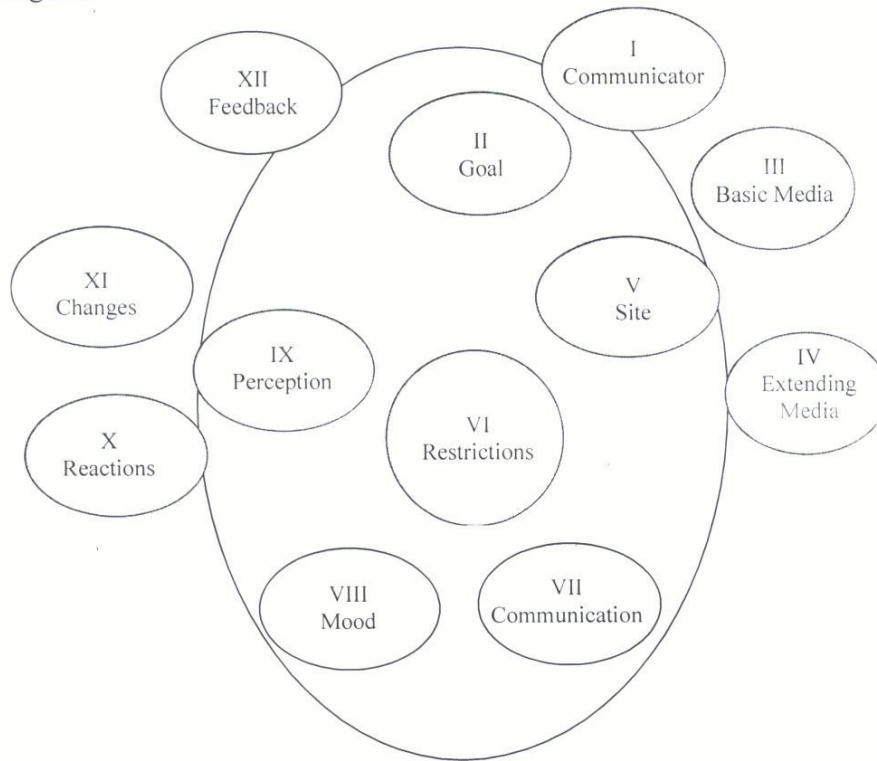 I
Communicator
II
Goal
III
Basic Media
IV
Extending
Media
V
Site
VI
Restrictions
VII
Communication
VIII
Mood
IX
Perception
X
Reactions
XI
Changes
XII
Feedback